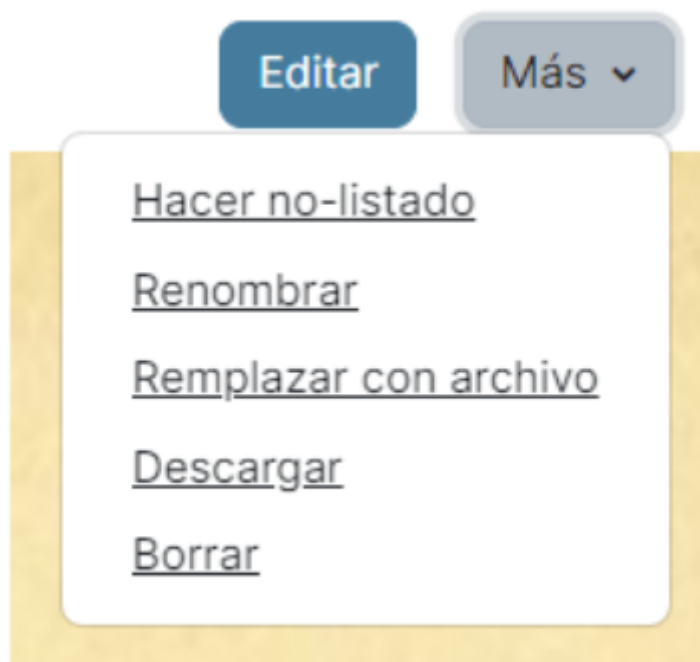 Editar
Más
Hacer no-listado
Renombrar
Remplazar con archivo
Descargar
Borrar